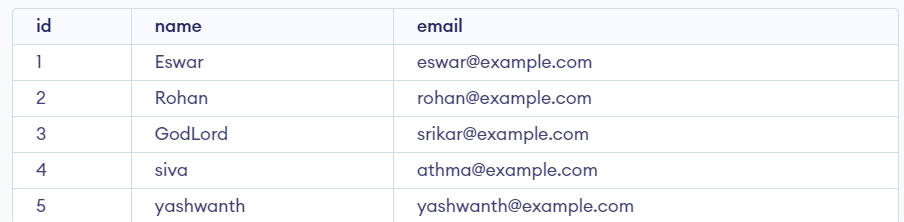 id name email
1 Eswar eswar@example.com
2 Rohan rohan@example.com
3 GodLord srikar@example.com
4 siva athma@example.com
5 yashwanth yashwanth@example.com